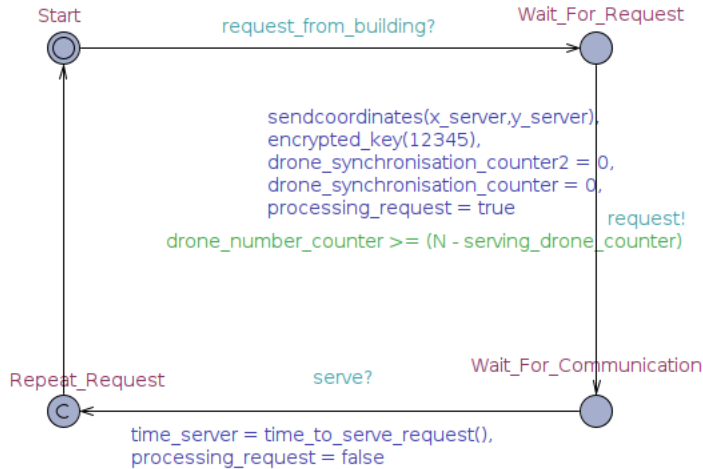 Start
Wait_For_Request
request_from_building?
sendcoordinates(x_server,y_server),
encrypted_key(12345),
drone_synchronisation_counter2 = 0,
drone_synchronisation_counter = 0,
processing_request = true
request!
drone_number_counter >= (N - serving_drone_counter)
Repeat_Request
serve?
Wait_For_Communication
C
time_server = time_to_serve_request(),
processing_request = false